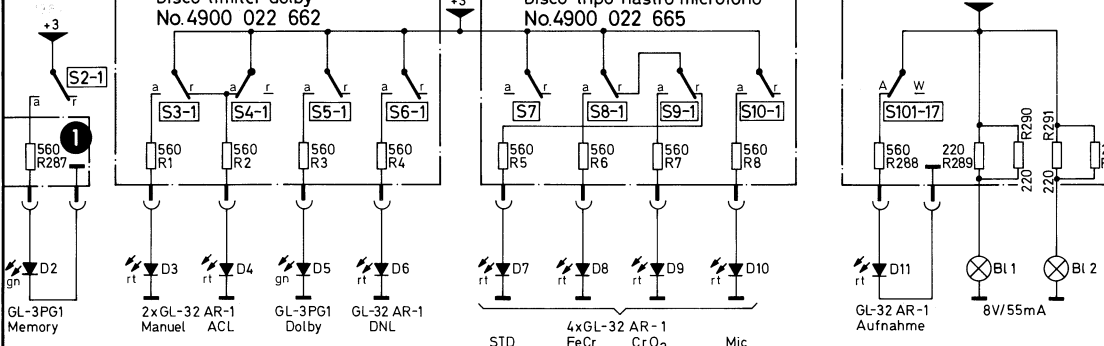 Disco limiter dolby
No.4900 022 662
Disco tripo nastro microfono
No.4900 022 665
+3
+3
S2-1
a r
a r a r a r a r
S3-1 S4-1 S5-1 S6-1
a r a r a r a r
S7 S8-1 S9-1 S10-1
A W
S101-17
1
560
R287
560
R1
560
R2
560
R3
560
R4
560
R5
560
R6
560
R7
560
R8
560
R288
220
R289
R290
220
R291
220
D2
gn
D3
rt
D4
rt
D5
gn
D6
rt
D7
rt
D8
rt
D9
rt
D10
rt
D11
rt
Bl 1
Bl 2
GL-3PG1
Memory
2xGL-32 AR-1
Manuel ACL
GL-3PG1
Dolby
GL-32 AR-1
DNL
4xGL-32 AR-1
STD FeCr CrO2 Mic
GL-32 AR-1
Aufnahme
8V/55mA